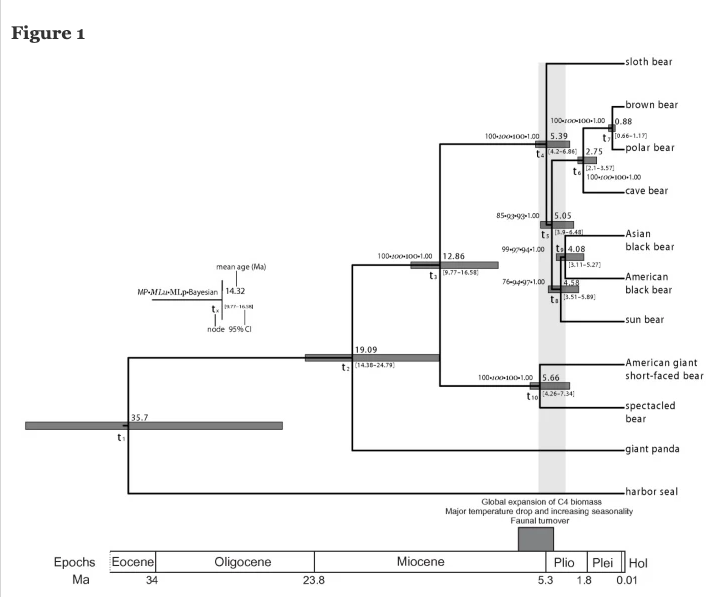 Figure 1
sloth bear
brown bear
100•100•100•1.00
0.88
t7
[0.66–1.17]
polar bear
100•100•100•1.00
5.39
t4
[4.2–6.86]
2.75
t6
[2.1–3.57]
100•100•100•1.00
cave bear
85•93•93•1.00
5.05
t5
[3.9–6.48]
Asian
black bear
99•97•94•1.00
t9
4.08
[3.11–5.27]
100•100•100•1.00
12.86
t3
[9.77–16.58]
American
black bear
76•94•97•1.00
4.58
t8
[3.51–5.89]
sun bear
mean age (Ma)
MP•MLu•MLp•Bayesian
14.32
tx
[9.77–16.58]
node 95% CI
19.09
t2
[14.38–24.79]
American giant
short-faced bear
100•100•100•1.00
5.66
t10
[4.26–7.34]
spectacled
bear
35.7
t1
giant panda
harbor seal
Global expansion of C4 biomass
Major temperature drop and increasing seasonality
Faunal turnover
Epochs Eocene Oligocene Miocene Plio Plei Hol
Ma 34 23.8 5.3 1.8 0.01